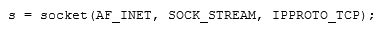 s = socket(AF_INET, SOCK_STREAM, IPPROTO_TCP);